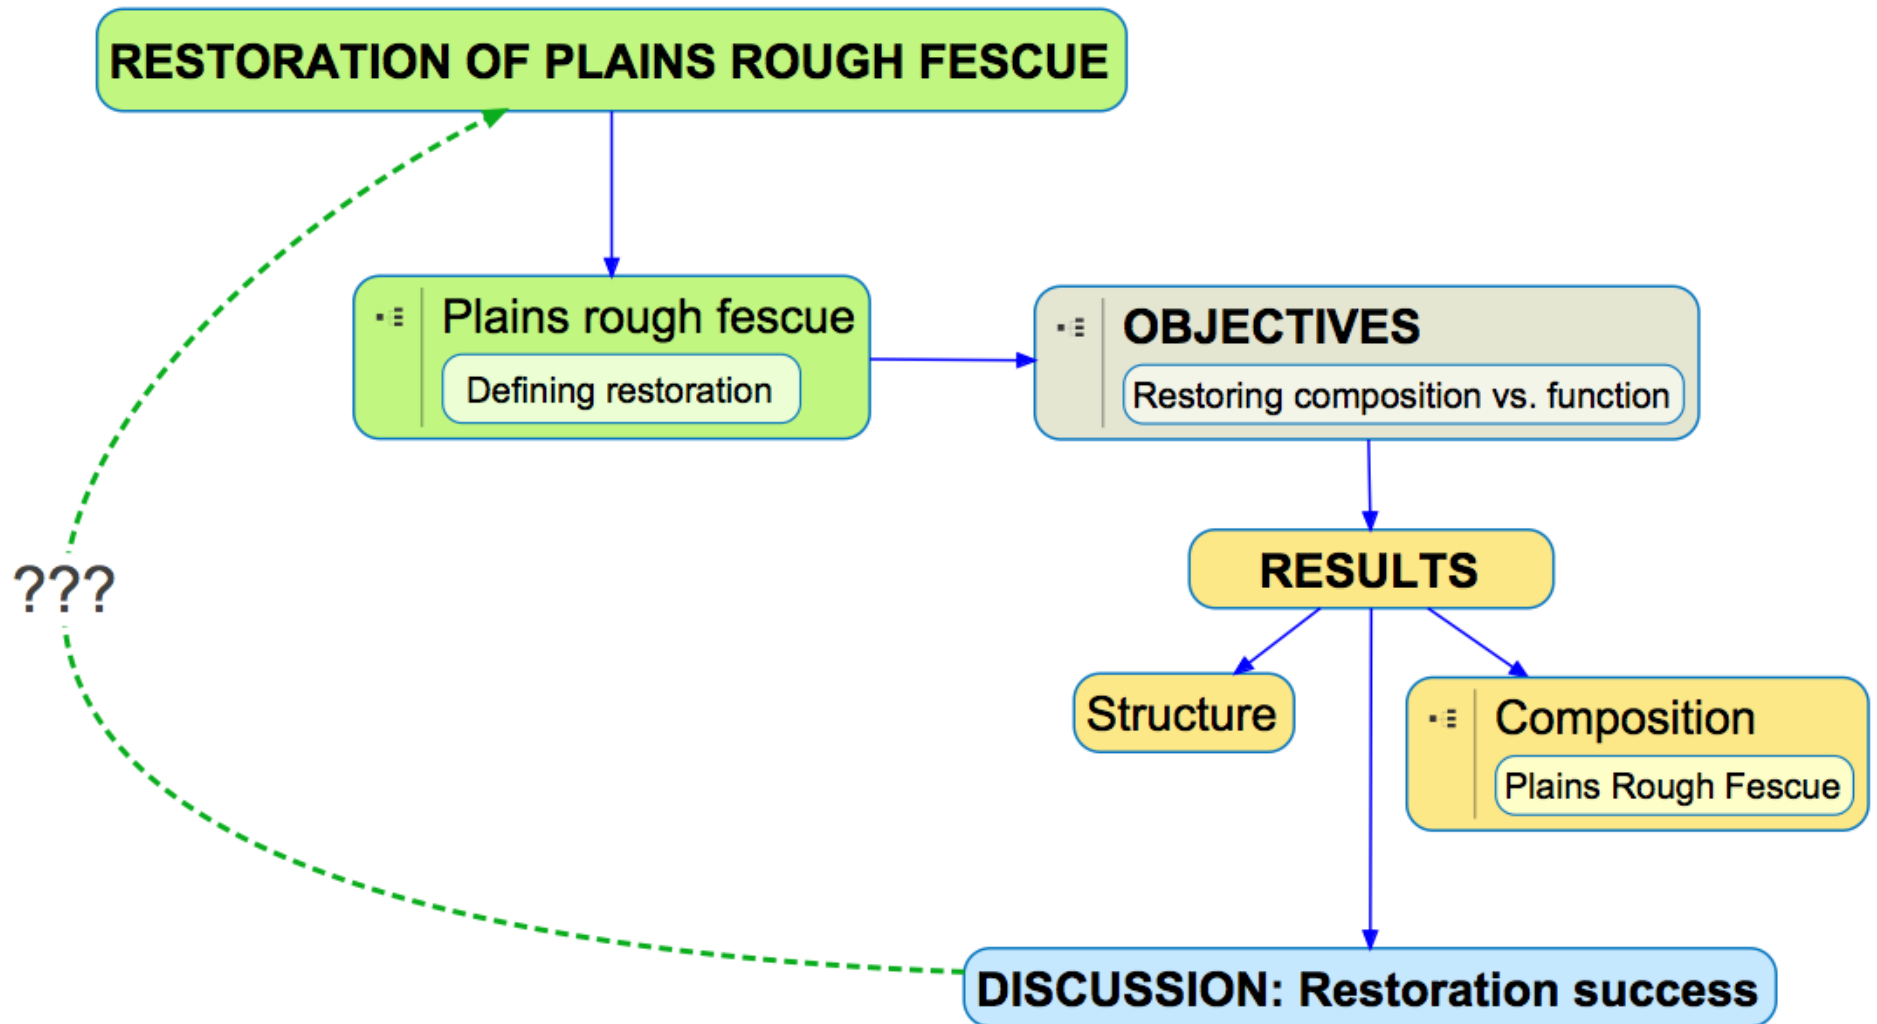 RESTORATION OF PLAINS ROUGH FESCUE
Plains rough fescue
Defining restoration
OBJECTIVES
Restoring composition vs. function
???
RESULTS
Structure
Composition
Plains Rough Fescue
DISCUSSION: Restoration success